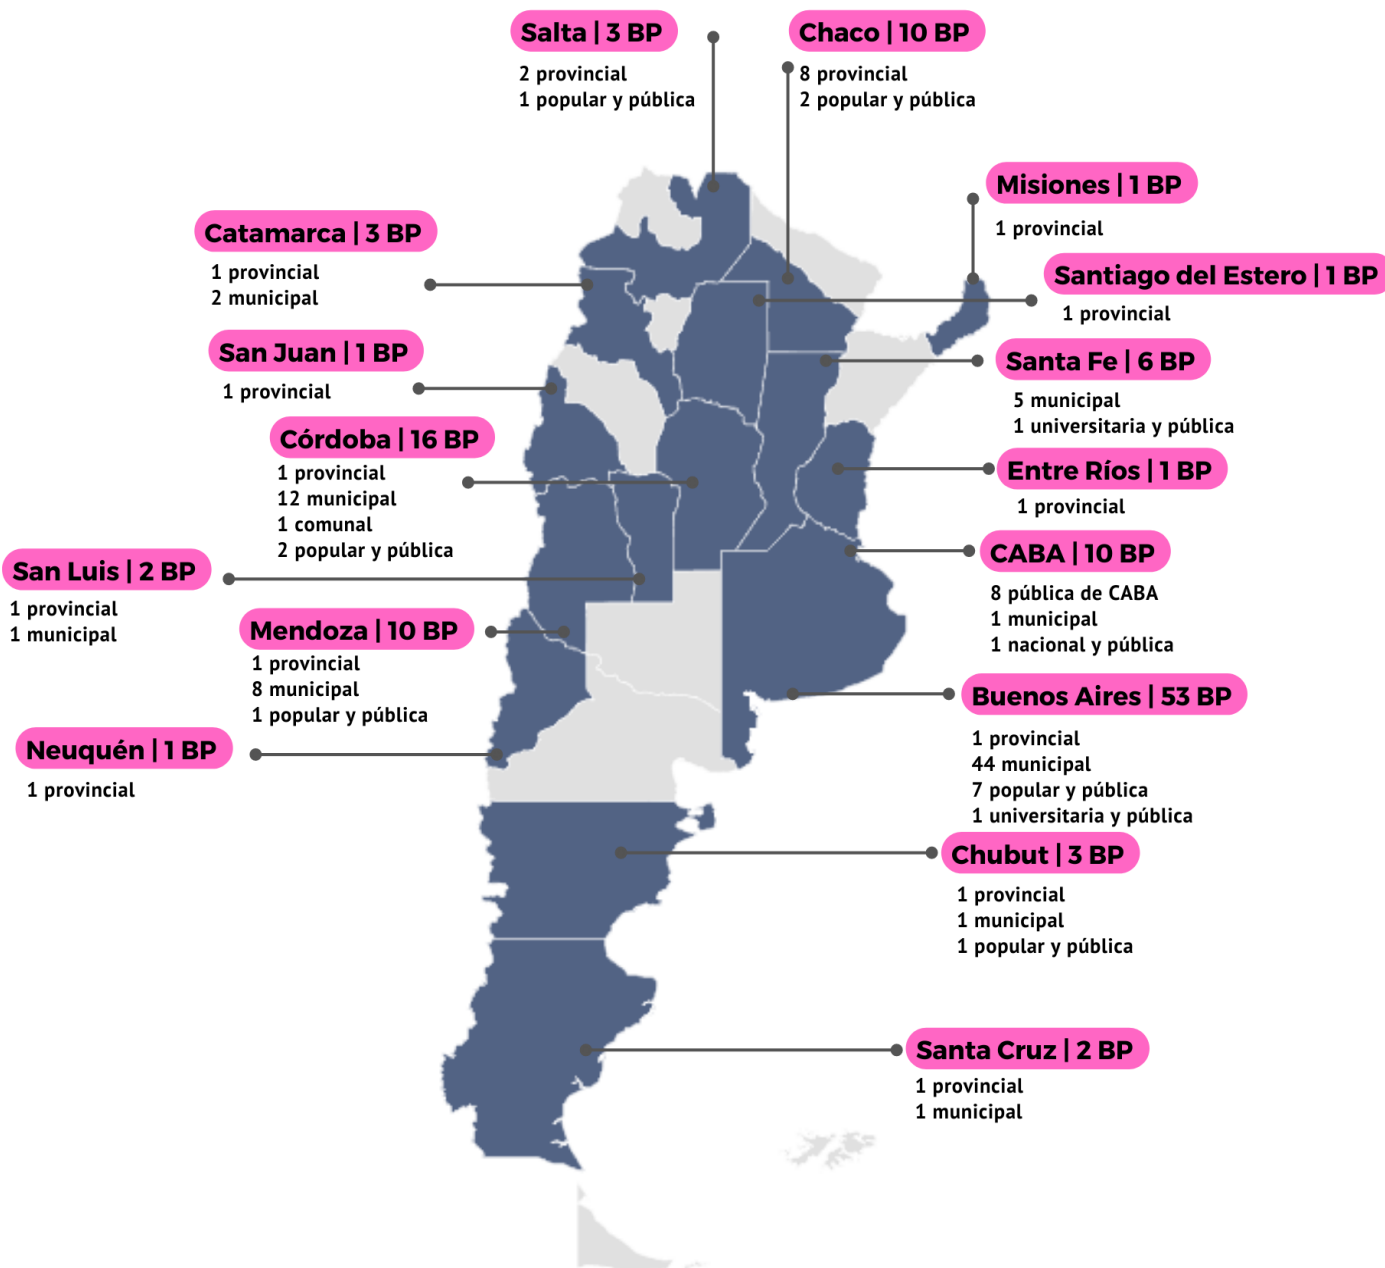 Salta | 3 BP
2 provincial
1 popular y pública
Chaco | 10 BP
8 provincial
2 popular y pública
Misiones | 1 BP
1 provincial
Catamarca | 3 BP
1 provincial
2 municipal
Santiago del Estero | 1 BP
1 provincial
San Juan | 1 BP
1 provincial
Santa Fe | 6 BP
5 municipal
1 universitaria y pública
Córdoba | 16 BP
1 provincial
12 municipal
1 comunal
2 popular y pública
Entre Ríos | 1 BP
1 provincial
CABA | 10 BP
8 pública de CABA
1 municipal
1 nacional y pública
San Luis | 2 BP
1 provincial
1 municipal
Mendoza | 10 BP
1 provincial
8 municipal
1 popular y pública
Buenos Aires | 53 BP
1 provincial
44 municipal
7 popular y pública
1 universitaria y pública
Neuquén | 1 BP
1 provincial
Chubut | 3 BP
1 provincial
1 municipal
1 popular y pública
Santa Cruz | 2 BP
1 provincial
1 municipal